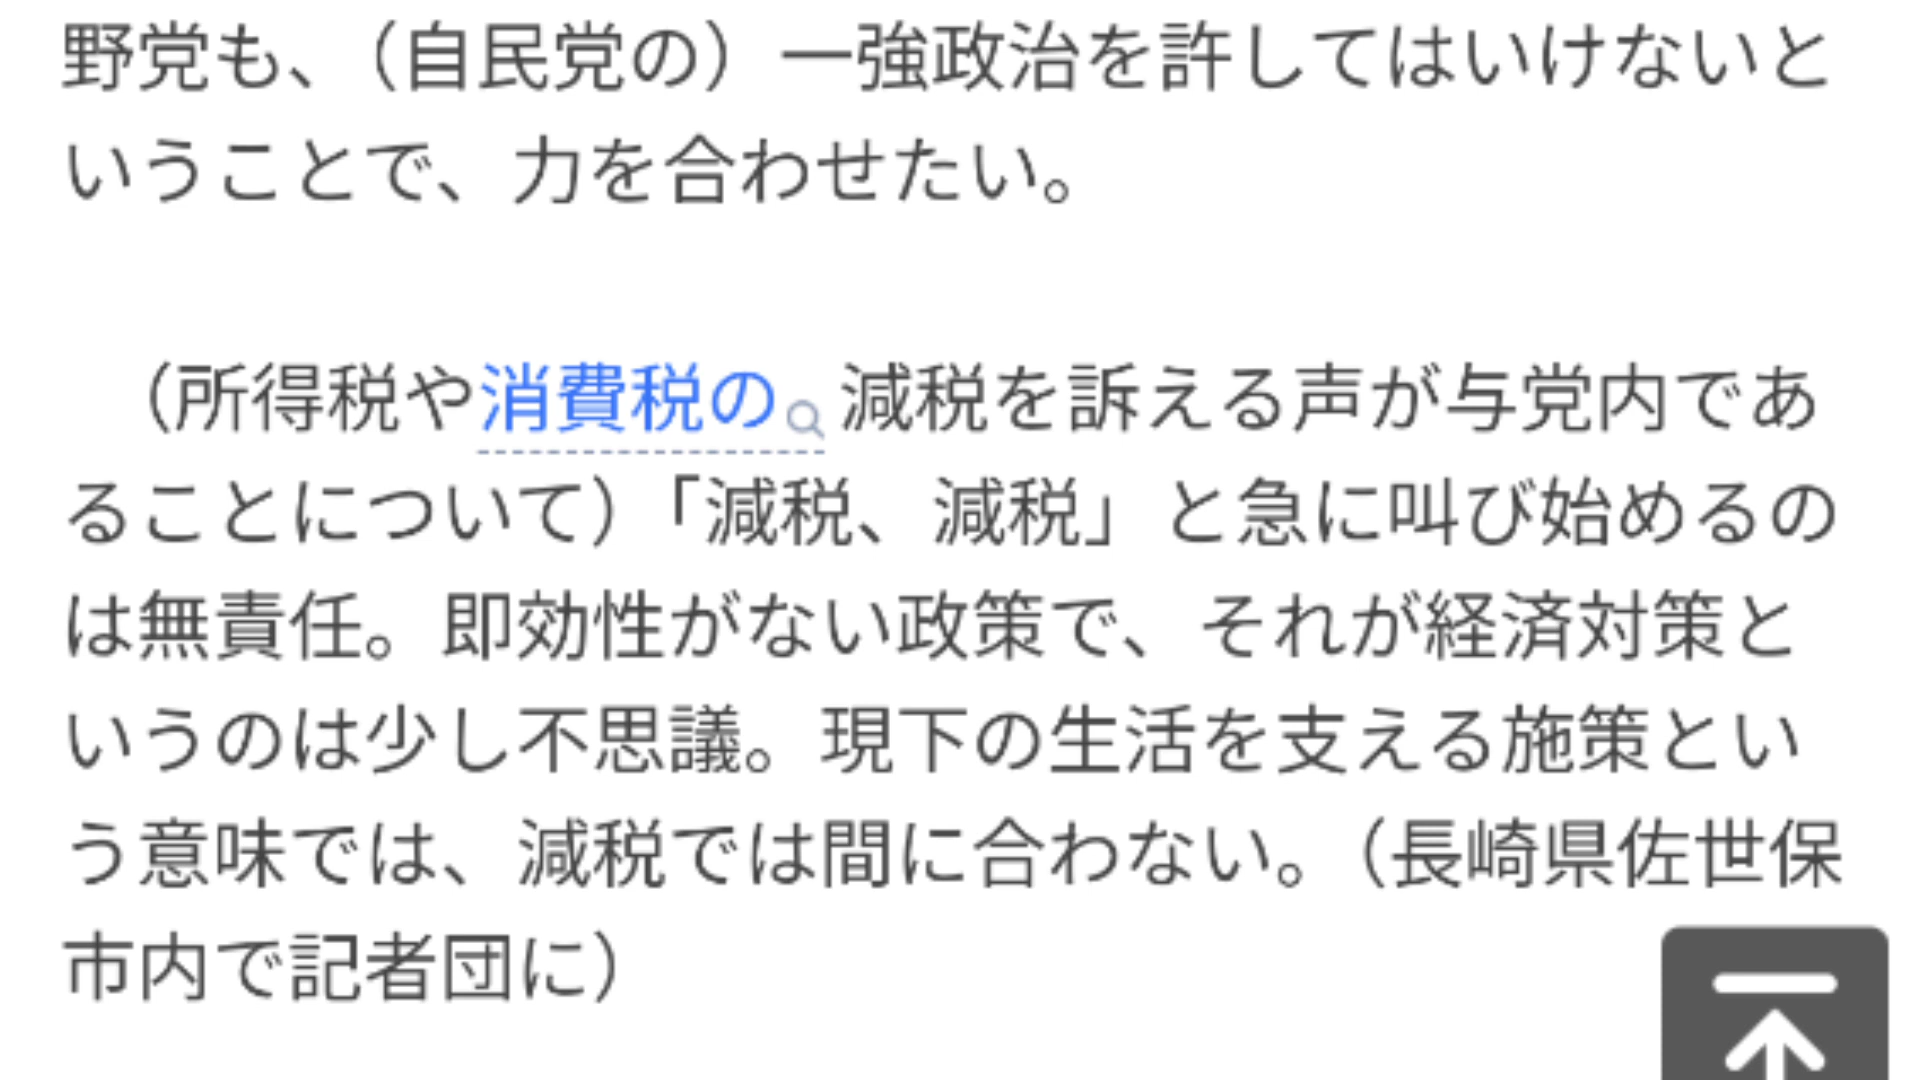 野党も、（自民党の）一強政治を許してはいけないと
いうことで、力を合わせたい。
（所得税や消費税の 減税を訴える声が与党内であ
ることについて）「減税、減税」と急に叫び始めるの
は無責任。即効性がない政策で、それが経済対策と
いうのは少し不思議。現下の生活を支える施策とい
う意味では、減税では間に合わない。（長崎県佐世保
市内で記者団に）